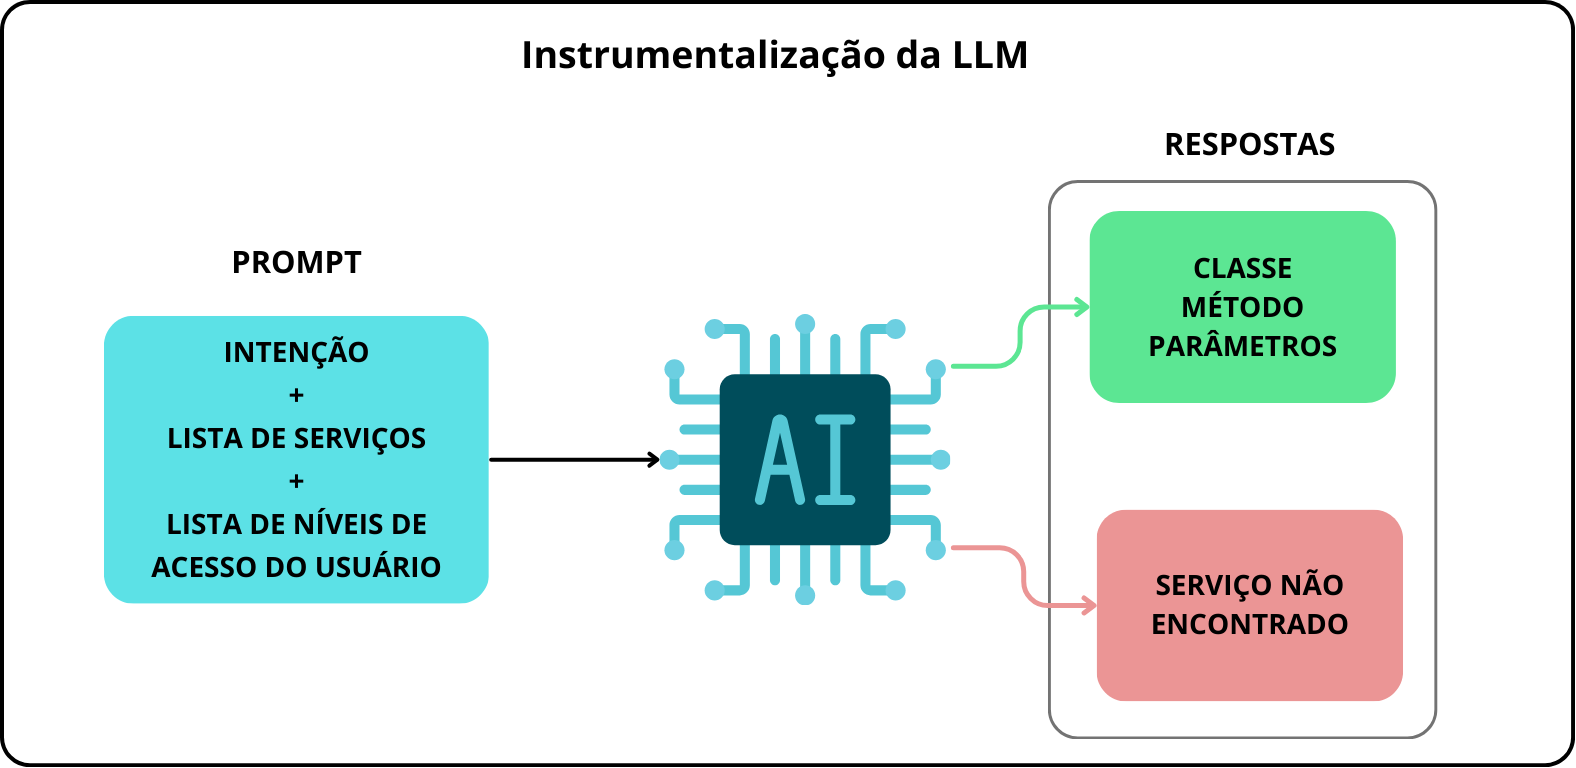 Instrumentalização da LLM
PROMPT
INTENÇÃO
+
LISTA DE SERVIÇOS
+
LISTA DE NÍVEIS DE
ACESSO DO USUÁRIO
AI
RESPOSTAS
CLASSE
MÉTODO
PARÂMETROS
SERVIÇO NÃO
ENCONTRADO